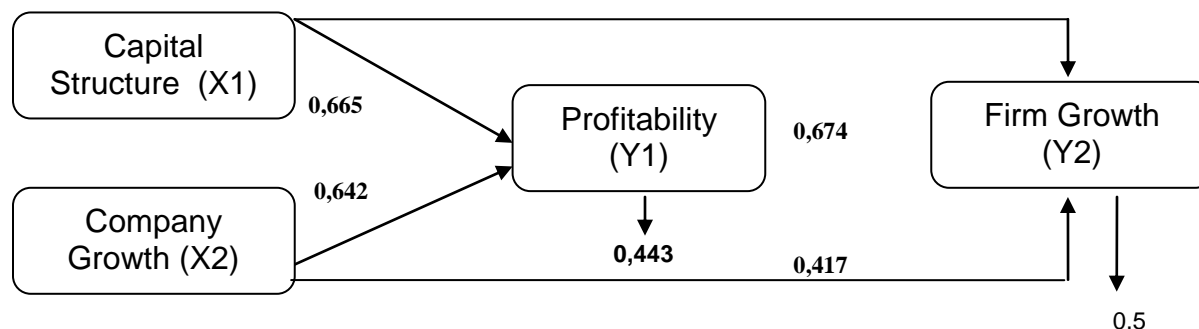 Capital
Structure (X1)
0,665
Profitability
(Y1)
0,674
Firm Growth
(Y2)
0,642
Company
Growth (X2)
0,443
0,417
0.5